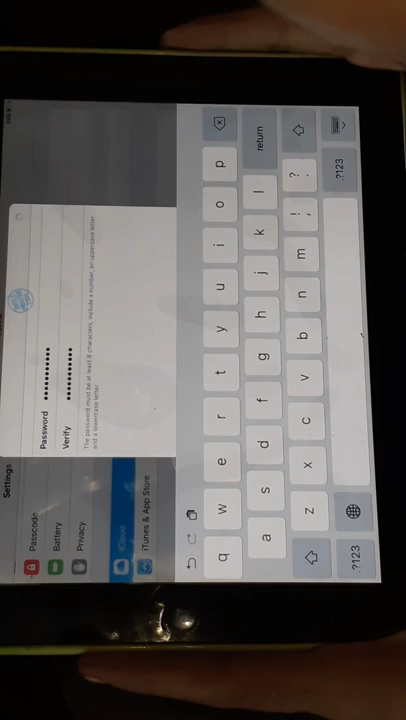 Settings
Passcode
Battery
Privacy
iCloud
iTunes & App Store
Password ••••••••••••
Verify ••••••••••••
The password must be at least 8 characters, include a number, an uppercase letter
and a lowercase letter.
q w e r t y u i o p
a s d f g h j k l return
z x c v b n m ! , ? .
.?123 .?123